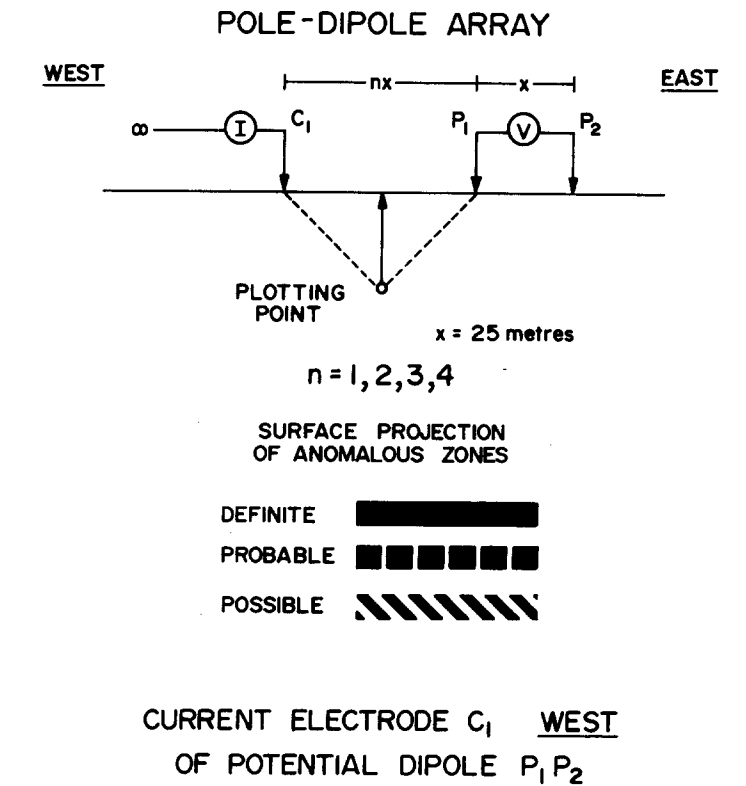 POLE-DIPOLE ARRAY
WEST
nx
x
EAST
∞
I
C₁
P₁
V
P₂
PLOTTING
POINT
x = 25 metres
n = 1, 2, 3, 4
SURFACE PROJECTION
OF ANOMALOUS ZONES
DEFINITE
PROBABLE
POSSIBLE
CURRENT ELECTRODE C₁ WEST
OF POTENTIAL DIPOLE P₁ P₂